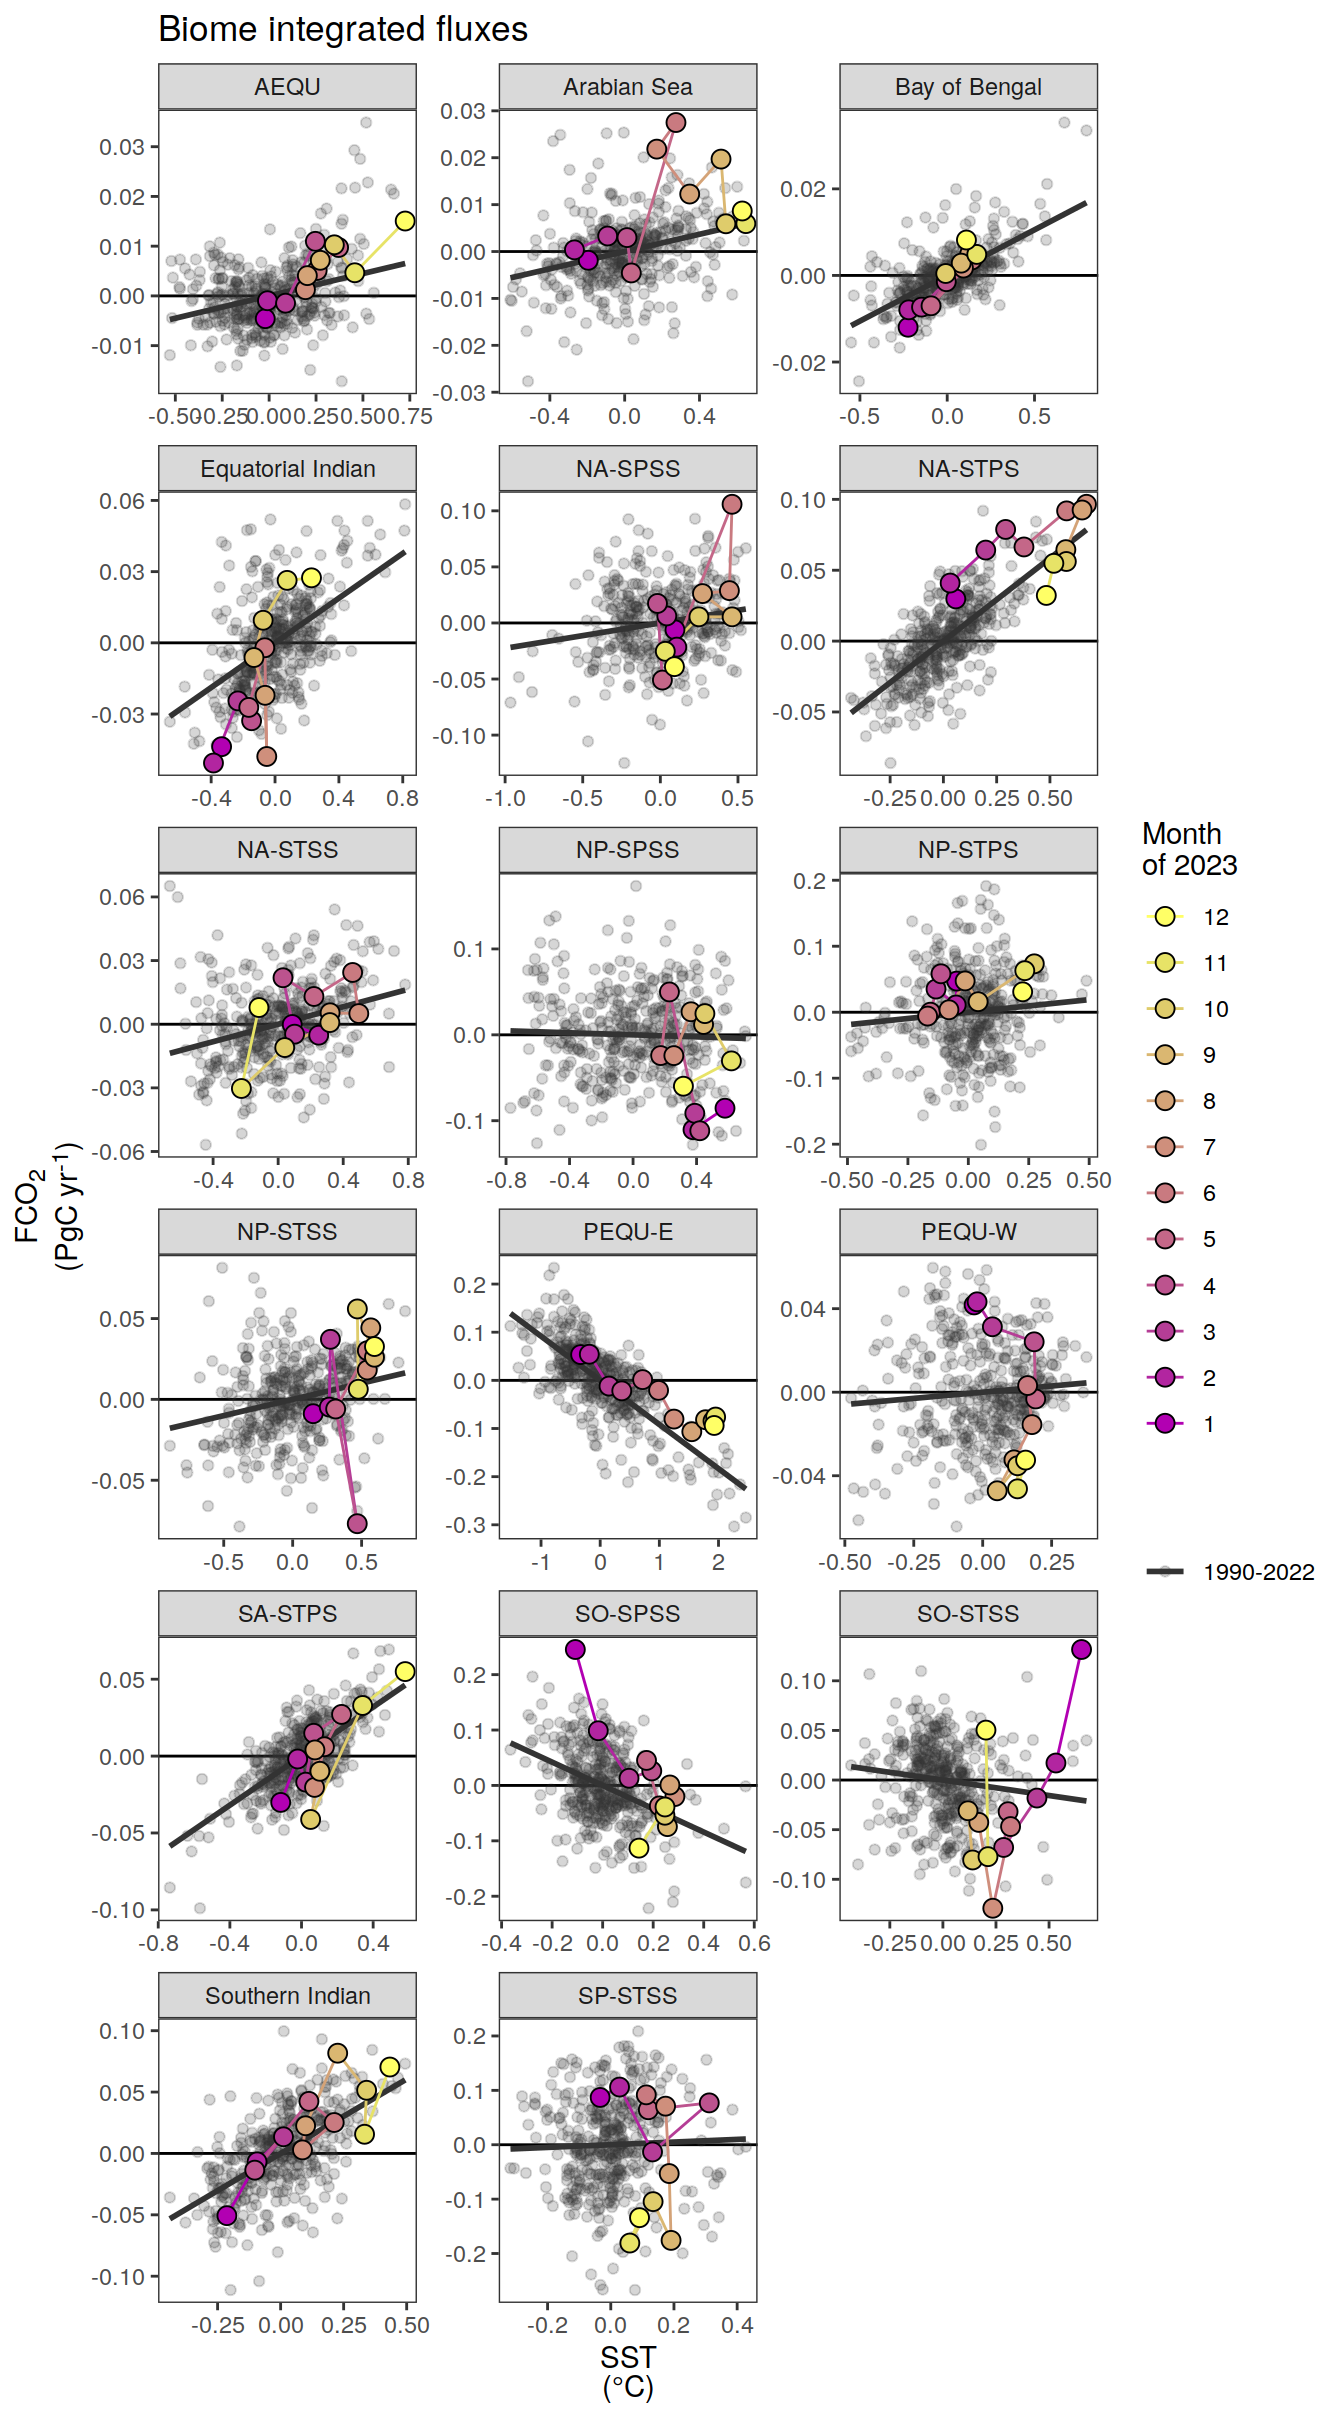 Biome integrated fluxes
AEQU
Arabian Sea
Bay of Bengal
0.03
0.02
0.01
0.00
-0.01
0.03
0.02
0.01
0.00
-0.01
-0.02
-0.03
0.02
0.00
-0.02
-0.50 -0.25 0.00 0.25 0.50 0.75
-0.4 0.0 0.4
-0.5 0.0 0.5
Equatorial Indian
NA-SPSS
NA-STPS
0.06
0.03
0.00
-0.03
0.10
0.05
0.00
-0.05
-0.10
0.10
0.05
0.00
-0.05
-0.4 0.0 0.4 0.8
-1.0 -0.5 0.0 0.5
-0.25 0.00 0.25 0.50
NA-STSS
NP-SPSS
NP-STPS
0.06
0.03
0.00
-0.03
-0.06
0.1
0.0
-0.1
0.2
0.1
0.0
-0.1
-0.2
-0.4 0.0 0.4 0.8
-0.8 -0.4 0.0 0.4
-0.50 -0.25 0.00 0.25 0.50
NP-STSS
PEQU-E
PEQU-W
0.05
0.00
-0.05
0.2
0.1
0.0
-0.1
-0.2
-0.3
0.04
0.00
-0.04
-0.5 0.0 0.5
-1 0 1 2
-0.50 -0.25 0.00 0.25
SA-STPS
SO-SPSS
SO-STSS
0.05
0.00
-0.05
-0.10
0.2
0.1
0.0
-0.1
-0.2
0.10
0.05
0.00
-0.05
-0.10
-0.8 -0.4 0.0 0.4
-0.4 -0.2 0.0 0.2 0.4 0.6
-0.25 0.00 0.25 0.50
Southern Indian
SP-STSS
0.10
0.05
0.00
-0.05
-0.10
0.2
0.1
0.0
-0.1
-0.2
-0.25 0.00 0.25 0.50
-0.2 0.0 0.2 0.4
SST
(°C)
FCO2
(PgC yr-1)
Month
of 2023
12
11
10
9
8
7
6
5
4
3
2
1
1990-2022